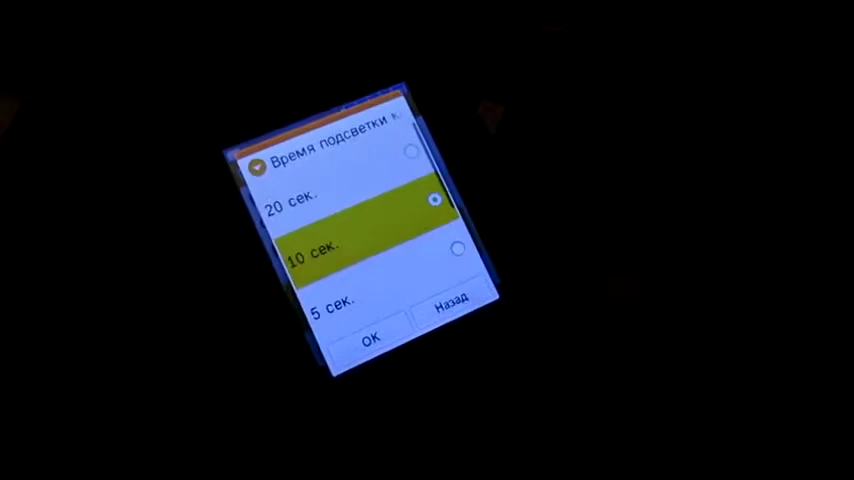 Время подсветки к
20 сек.
10 сек.
5 сек.
OK
Назад